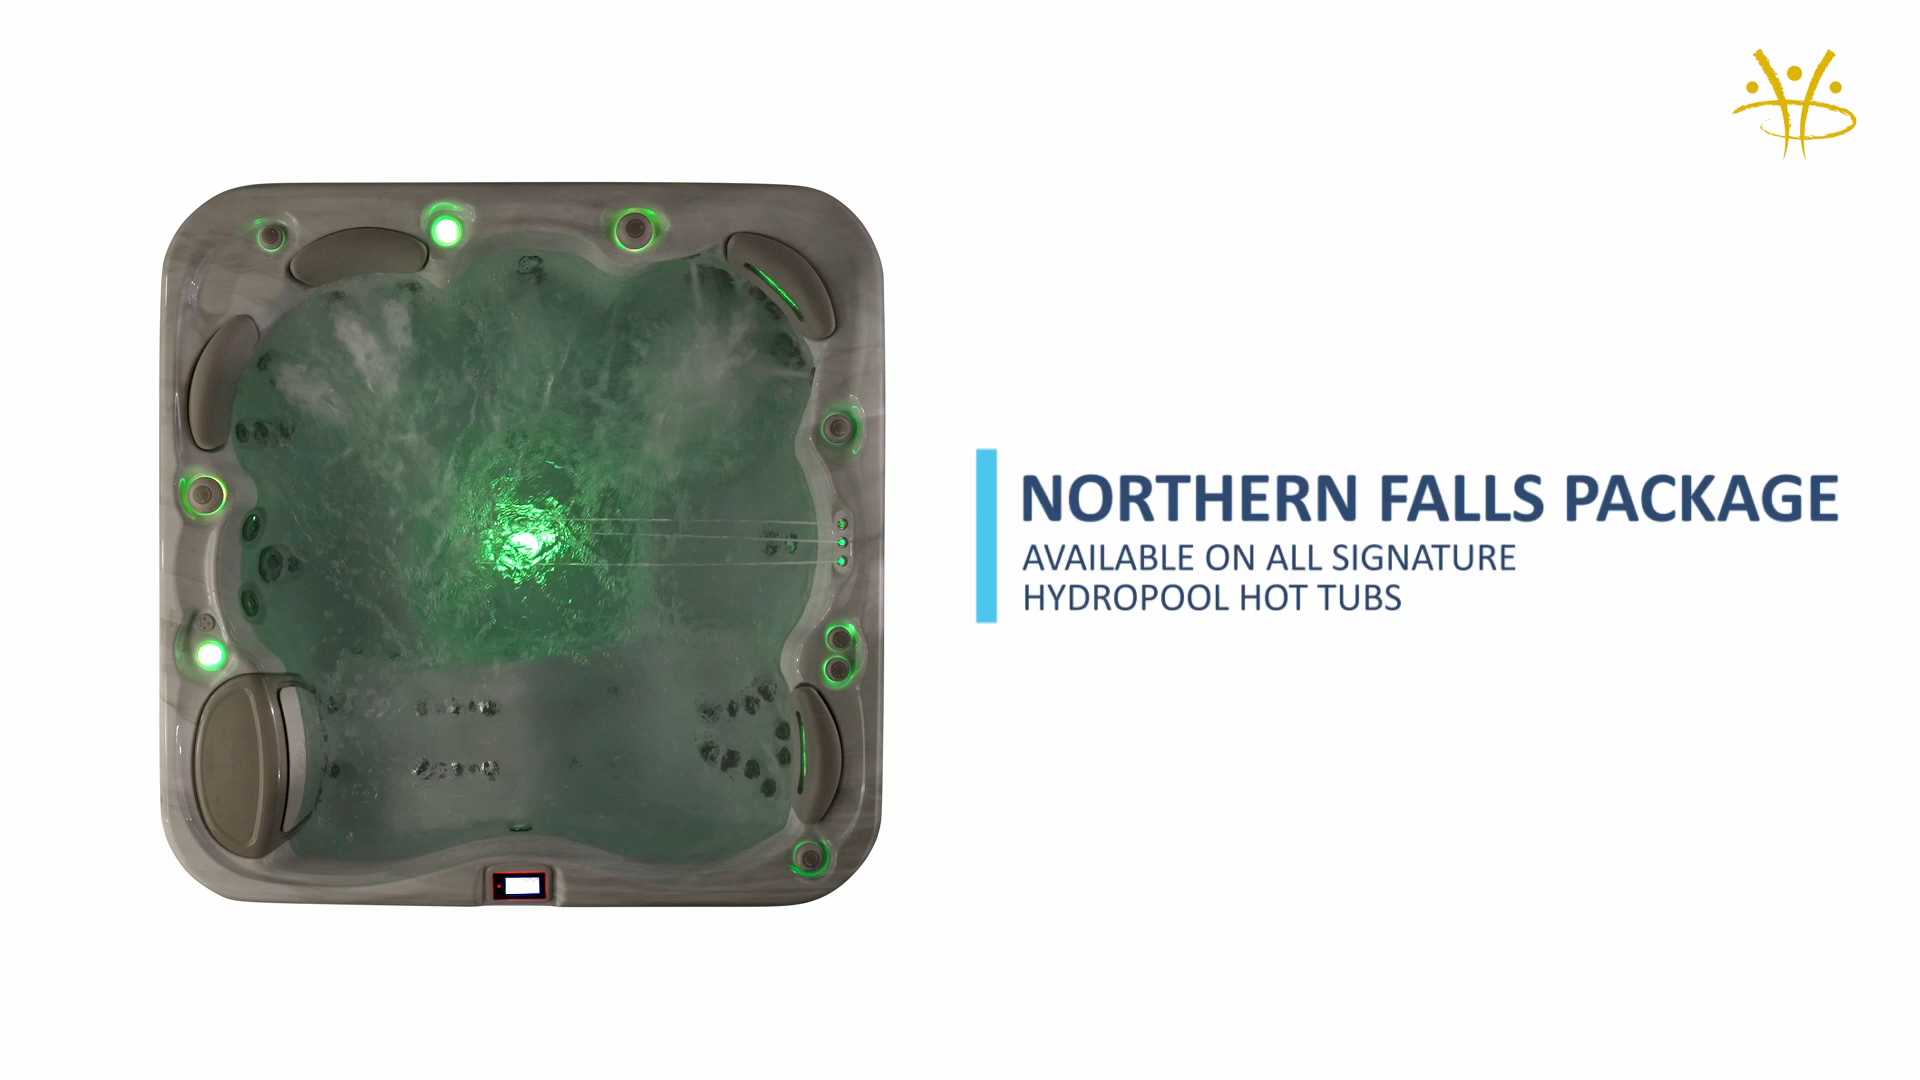 NORTHERN FALLS PACKAGE
AVAILABLE ON ALL SIGNATURE
HYDROPOOL HOT TUBS